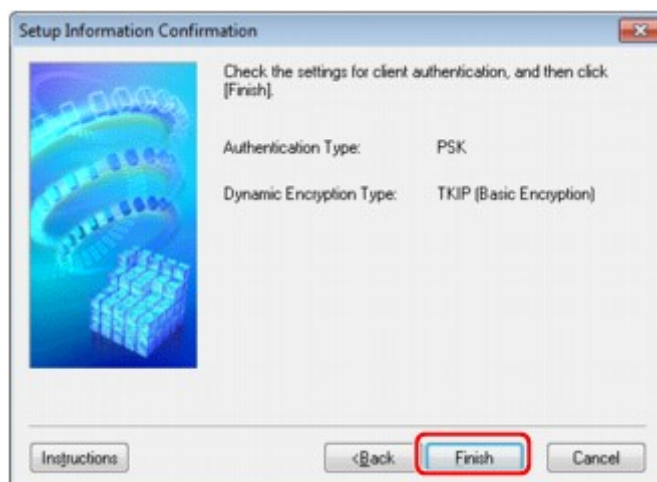 Setup Information Confirmation
Check the settings for client authentication, and then click
[Finish].
Authentication Type: PSK
Dynamic Encryption Type: TKIP (Basic Encryption)
Instructions <Back Finish Cancel